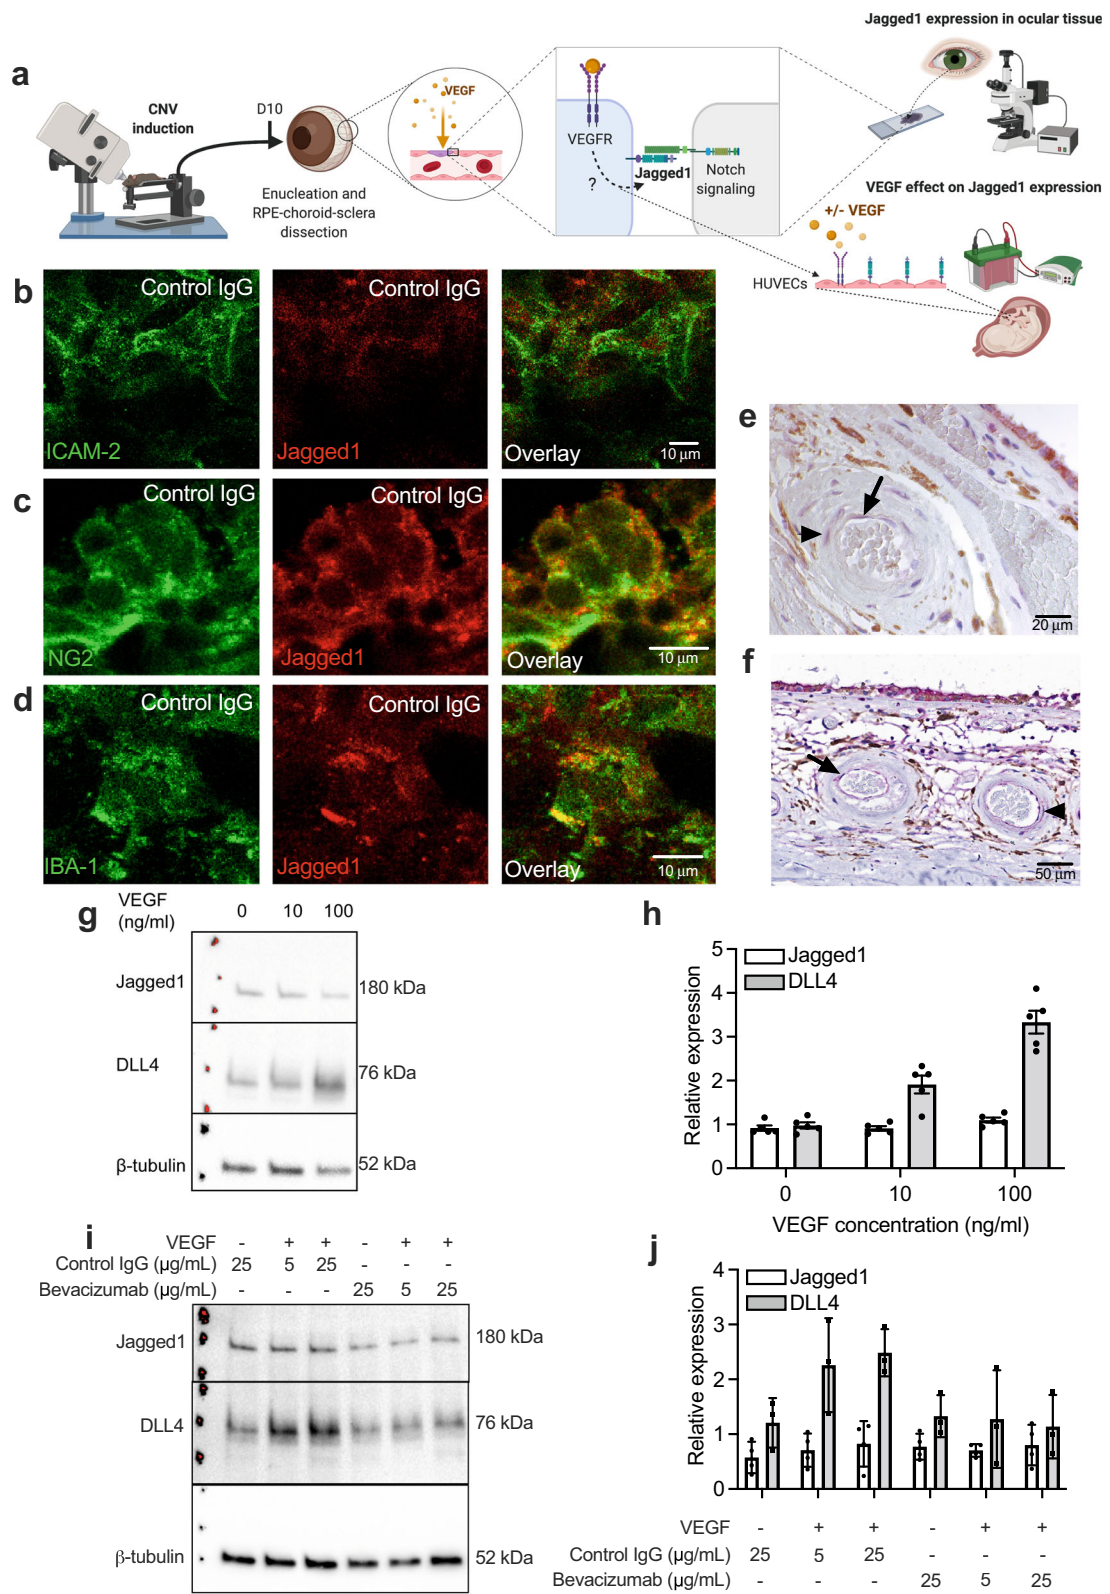 a
CNV
induction
D10
Enucleation and
RPE-choroid-sclera
dissection
VEGF
VEGFR
?
Jagged1
Notch
signaling
Jagged1 expression in ocular tissue
VEGF effect on Jagged1 expression
+/- VEGF
HUVECs
b
Control IgG
ICAM-2
Control IgG
Jagged1
Overlay
10 µm
c
Control IgG
NG2
Control IgG
Jagged1
Overlay
10 µm
d
Control IgG
IBA-1
Control IgG
Jagged1
Overlay
10 µm
e
20 µm
f
50 µm
g
VEGF
(ng/ml)
0 10 100
Jagged1
180 kDa
DLL4
76 kDa
β-tubulin
52 kDa
h
Relative expression
5
4
3
2
1
0
Jagged1
DLL4
0 10 100
VEGF concentration (ng/ml)
i
VEGF - + + - + +
Control IgG (µg/mL) 25 5 25 - - -
Bevacizumab (µg/mL) - - - 25 5 25
Jagged1
180 kDa
DLL4
76 kDa
β-tubulin
52 kDa
j
Relative expression
4
3
2
1
0
Jagged1
DLL4
VEGF - + + - + +
Control IgG (µg/mL) 25 5 25 - - -
Bevacizumab (µg/mL) - - - 25 5 25